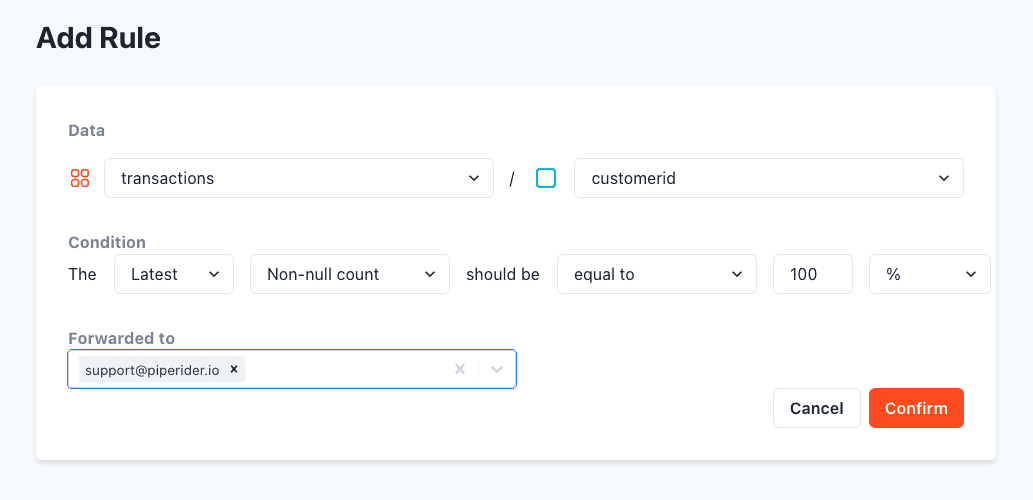 Add Rule
Data
transactions / customerid
Condition
The Latest Non-null count should be equal to 100 %
Forwarded to
support@piperider.io
Cancel Confirm